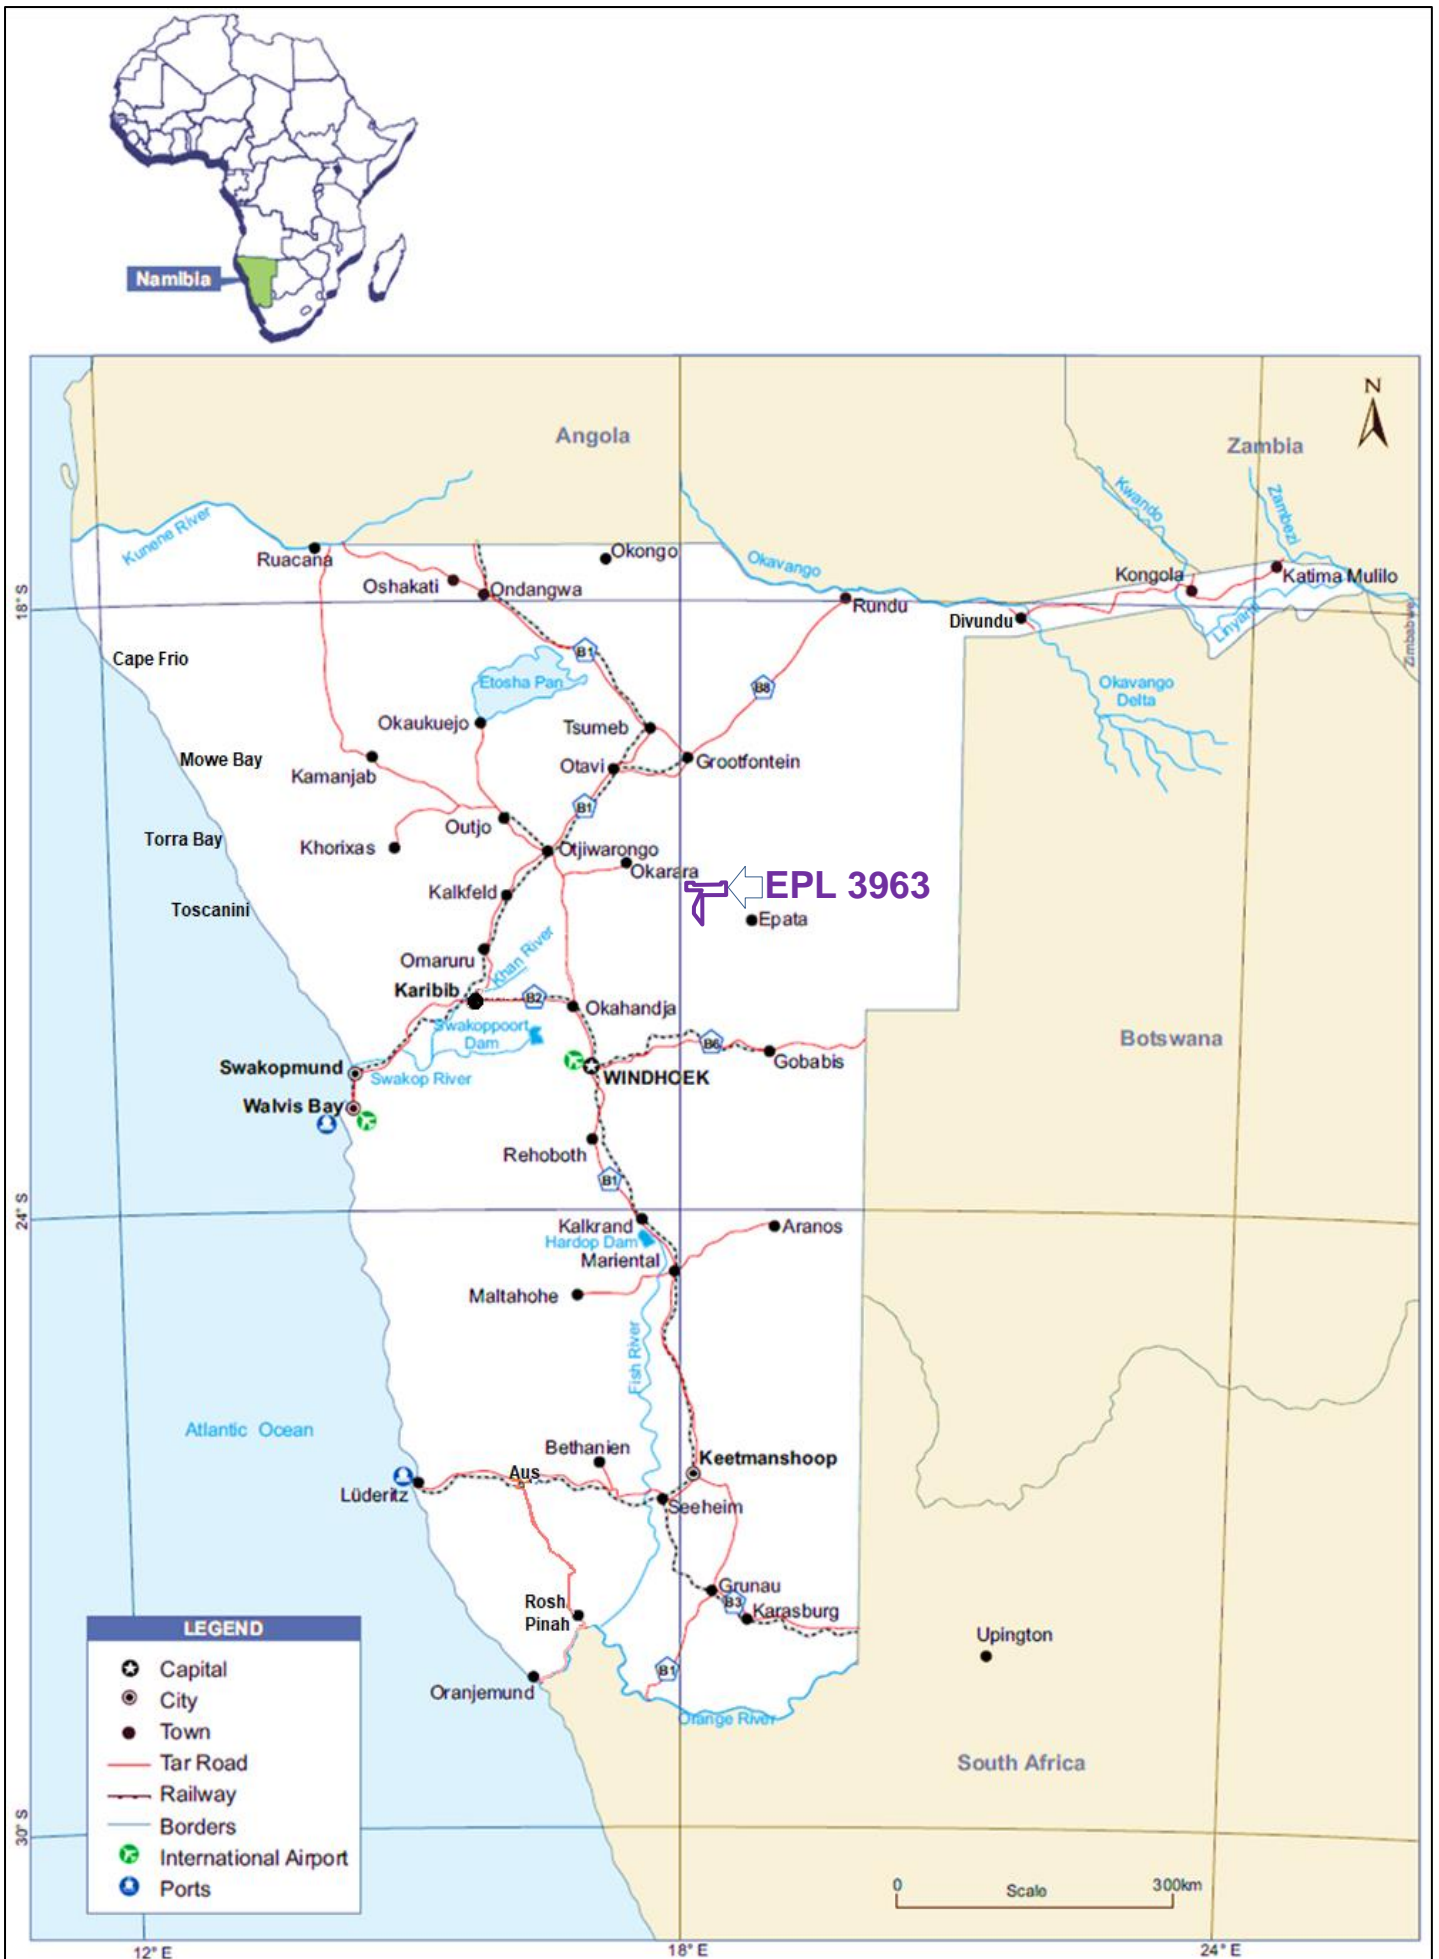 Namibia
N
Angola
Zambia
Kunene River
Kwando
Zambezi
Ruacana
Okongo
Okavango
Oshakati
Ondangwa
Kongola
Katima Mulilo
18° S
Rundu
Divundu
Linyanti
Zimbabwe
Cape Frio
B1
Etosha Pan
B8
Okavango
Delta
Okaukuejo
Tsumeb
Mowe Bay
Kamanjab
Otavi
Grootfontein
B1
Outjo
Torra Bay
Khorixas
Otjiwarongo
Okarara
Kalkfeld
EPL 3963
Toscanini
Epata
Omaruru
Khan River
Karibib
B2
Okahandja
Swakoppoort
Dam
B6
Botswana
Gobabis
Swakopmund
Swakop River
WINDHOEK
Walvis Bay
Rehoboth
B1
24° S
Kalkrand
Aranos
Hardop Dam
Mariental
Maltahohe
Fish River
Atlantic Ocean
Bethanien
Keetmanshoop
Aus
Lüderitz
Seeheim
Grunau
Rosh
Pinah
B3
Karasburg
Upington
B1
Oranjemund
Orange River
South Africa
LEGEND
Capital
City
Town
Tar Road
Railway
Borders
International Airport
Ports
30° S
0
Scale
300km
12° E
18° E
24° E